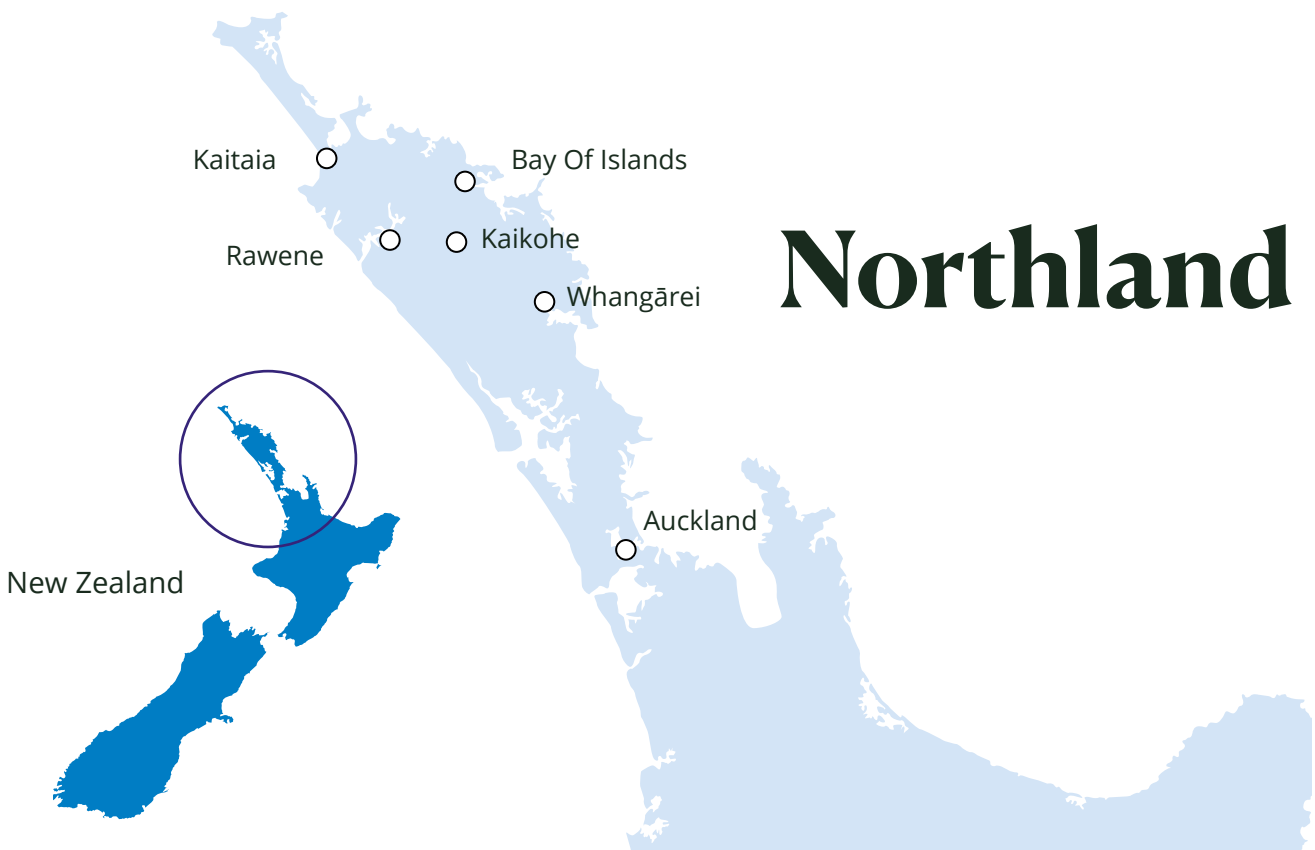 Kaitaia
Bay Of Islands
Rawene
Kaikohe
Northland
Whangārei
Auckland
New Zealand